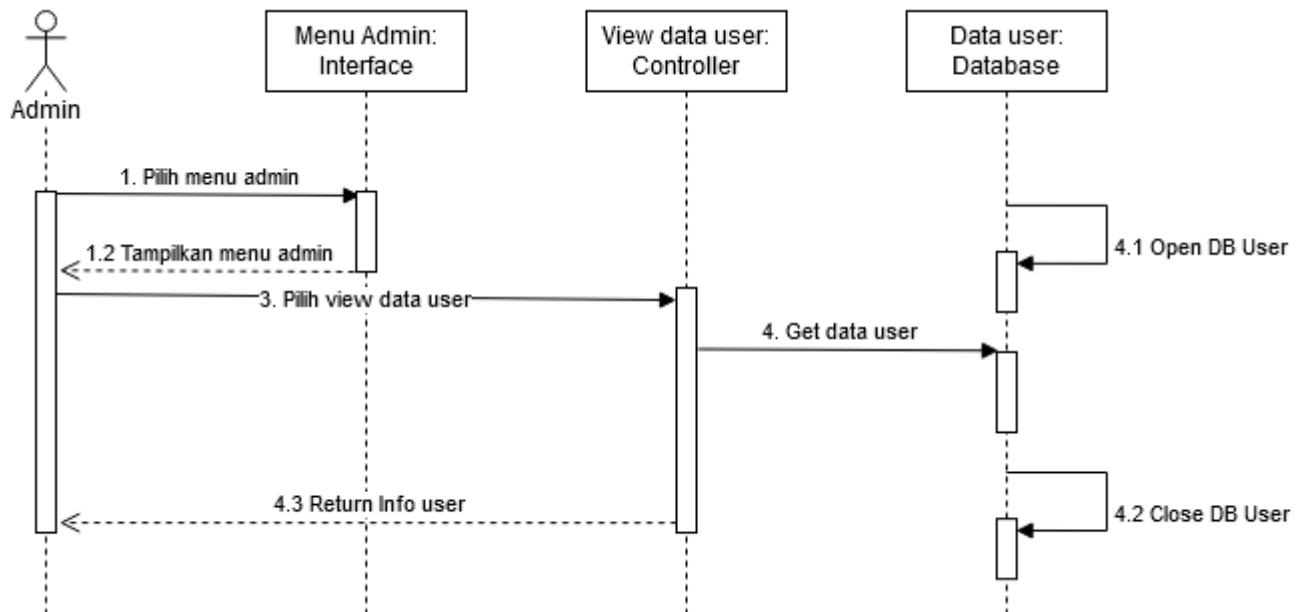 Menu Admin:
Interface
View data user:
Controller
Data user:
Database
Admin
1. Pilih menu admin
1.2 Tampilkan menu admin
4.1 Open DB User
3. Pilih view data user
4. Get data user
4.3 Return Info user
4.2 Close DB User